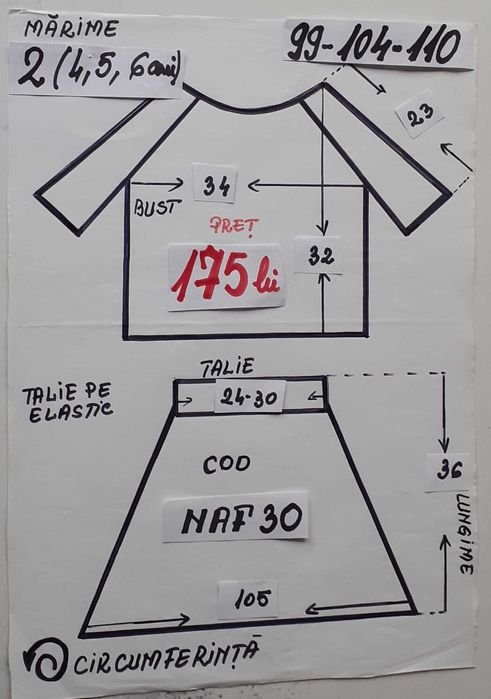 MĂRIME
2 (4, 5, 6 ani)
99-104-110
23
34
BUST
PREȚ
175 lei
32
TALIE
TALIE PE
ELASTIC
24-30
COD
NAF 30
36
LUNGIME
105
CIRCUMFERINȚĂ